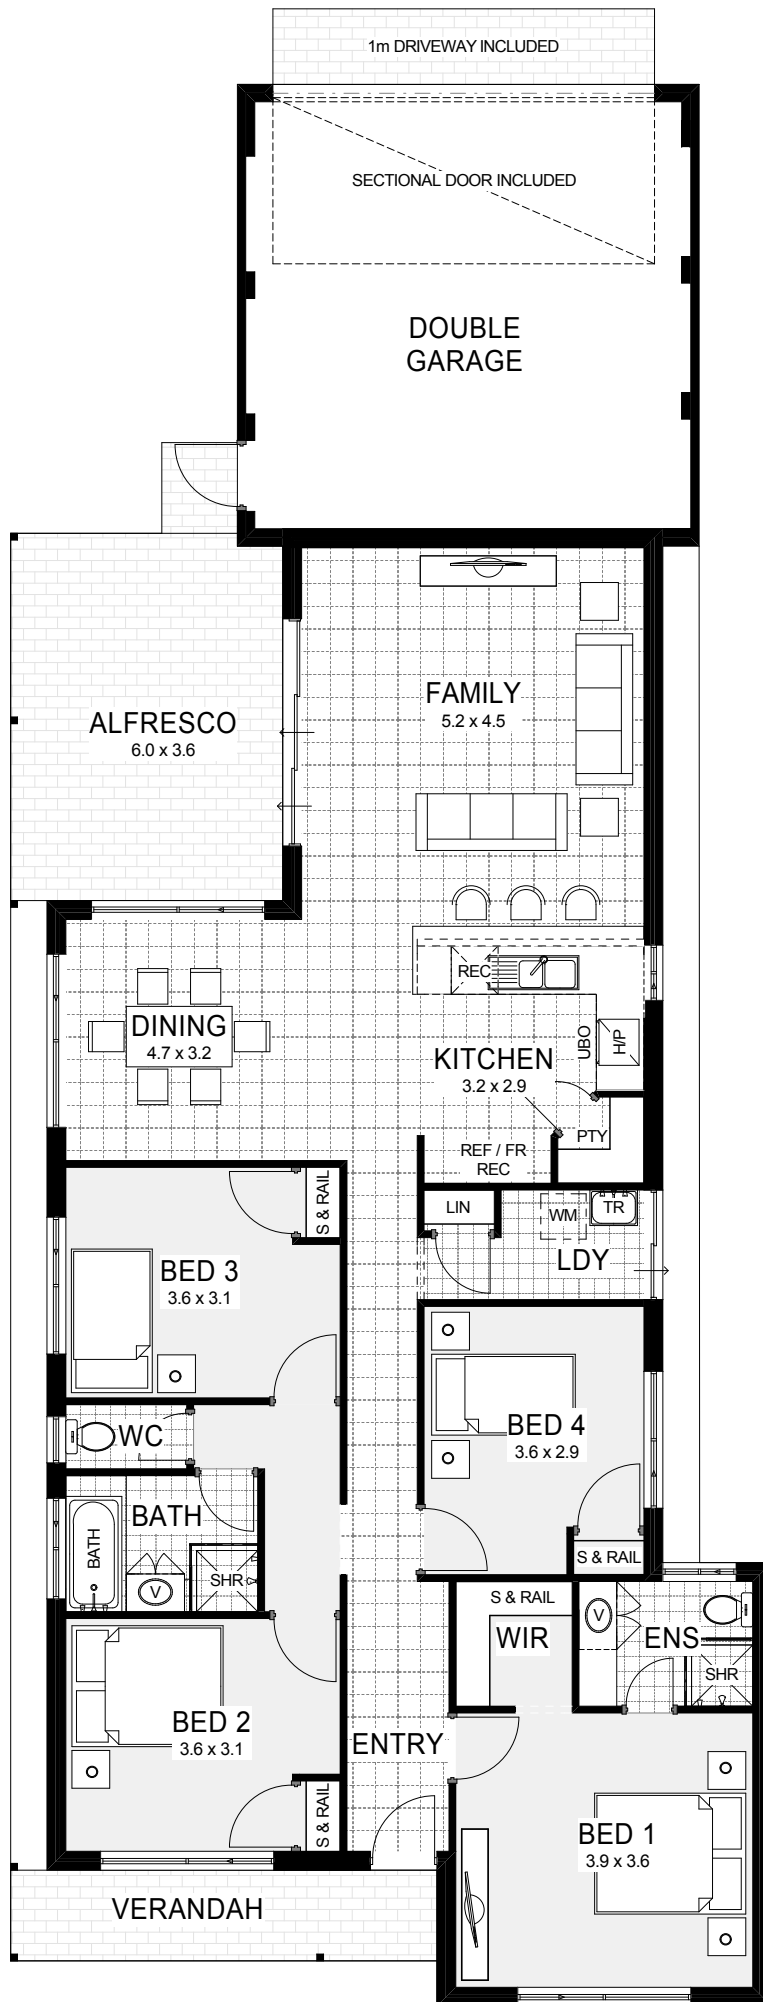 1m DRIVEWAY INCLUDED
SECTIONAL DOOR INCLUDED
DOUBLE
GARAGE
FAMILY
5.2 x 4.5
ALFRESCO
6.0 x 3.6
REC
DINING
4.7 x 3.2
UBO
H/P
KITCHEN
3.2 x 2.9
PTY
REF / FR
REC
S & RAIL
LIN
WM
TR
LDY
BED 3
3.6 x 3.1
WC
BED 4
3.6 x 2.9
BATH
BATH
SHR
V
S & RAIL
S & RAIL
WIR
V
ENS
SHR
BED 2
3.6 x 3.1
ENTRY
S & RAIL
BED 1
3.9 x 3.6
VERANDAH